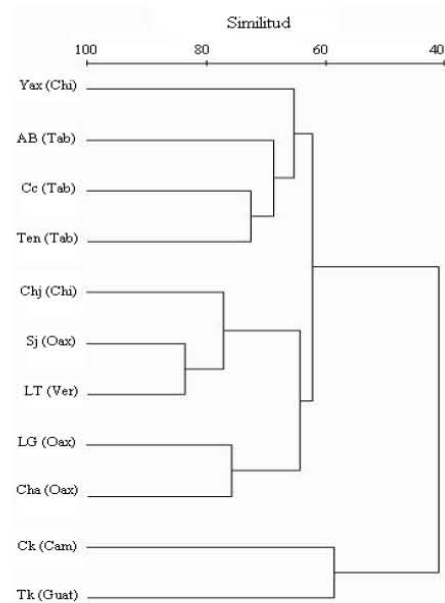 Similitud
100 80 60 40
Yax (Chi)
AB (Tab)
Cc (Tab)
Ten (Tab)
Chj (Chi)
Sj (Oax)
LT (Ver)
LG (Oax)
Cha (Oax)
Ck (Cam)
Tk (Guat)